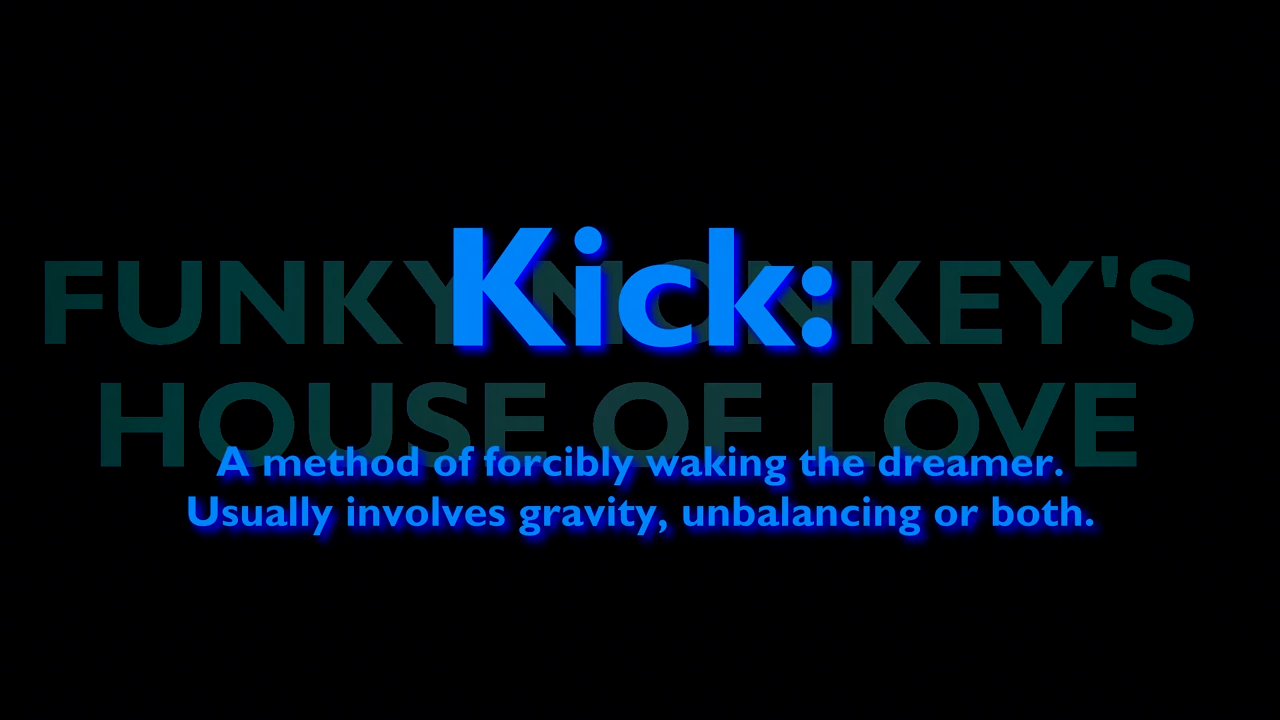 Kick:
FUNKY MONKEY'S
HOUSE OF LOVE
A method of forcibly waking the dreamer.
Usually involves gravity, unbalancing or both.